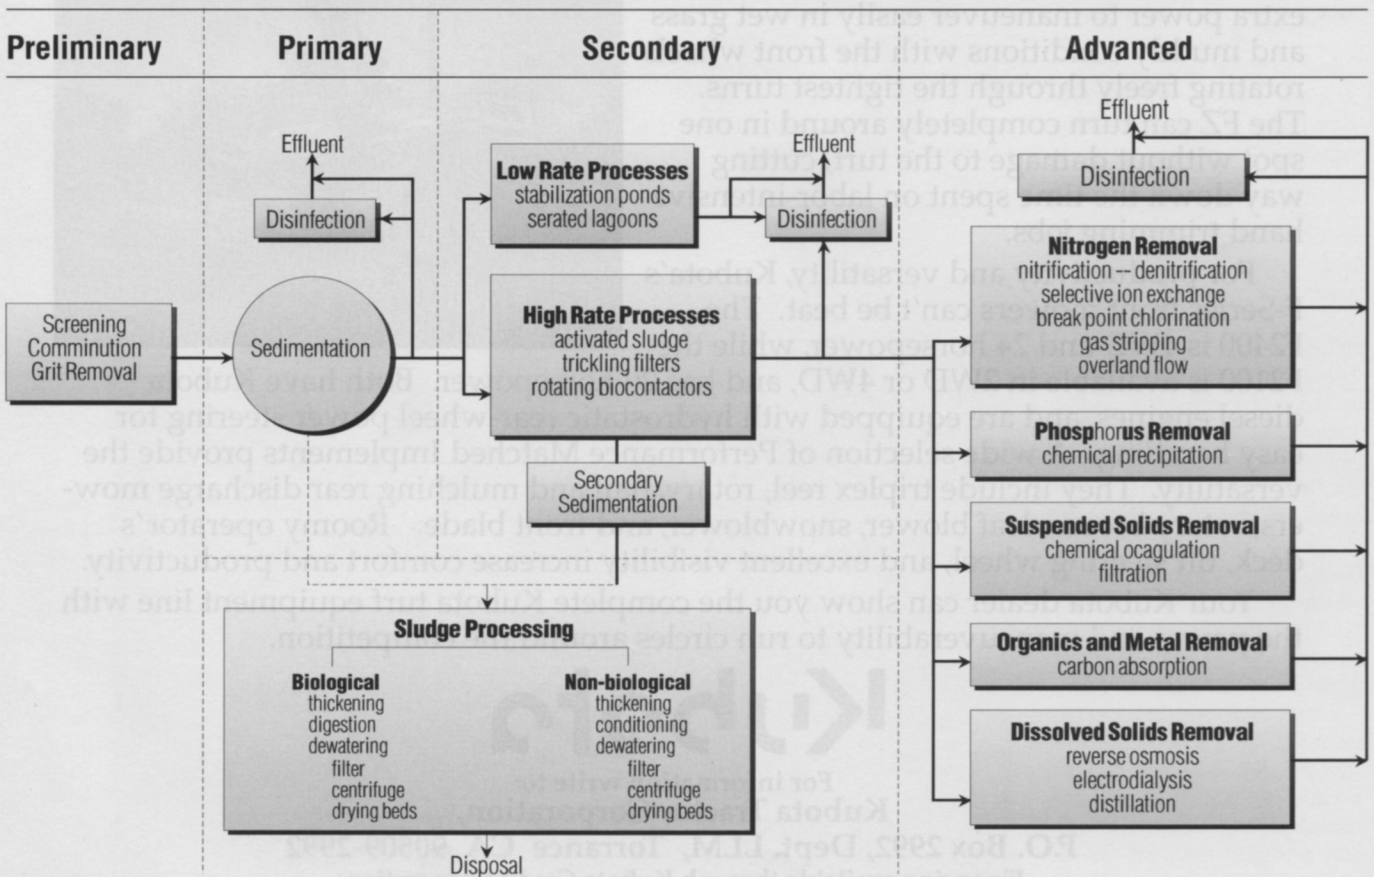 Preliminary
Primary
Secondary
Advanced
Effluent
Disinfection
Screening
Comminution
Grit Removal
Sedimentation
Low Rate Processes
stabilization ponds
serated lagoons
Effluent
Disinfection
High Rate Processes
activated sludge
trickling filters
rotating biocontactors
Secondary
Sedimentation
Sludge Processing
Biological
thickening
digestion
dewatering
filter
centrifuge
drying beds
Non-biological
thickening
conditioning
dewatering
filter
centrifuge
drying beds
Disposal
Effluent
Disinfection
Nitrogen Removal
nitrification — denitrification
selective ion exchange
break point chlorination
gas stripping
overland flow
Phosphorus Removal
chemical precipitation
Suspended Solids Removal
chemical ocagulation
filtration
Organics and Metal Removal
carbon absorption
Dissolved Solids Removal
reverse osmosis
electrodialysis
distillation